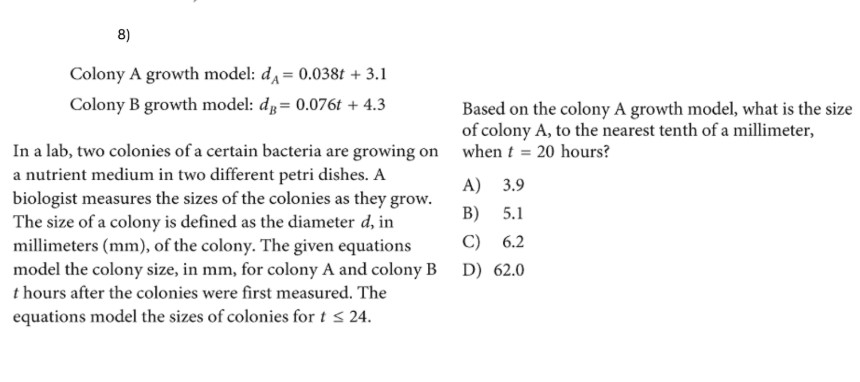 8)
Colony A growth model: dA = 0.038t + 3.1
Colony B growth model: dB = 0.076t + 4.3
In a lab, two colonies of a certain bacteria are growing on
a nutrient medium in two different petri dishes. A
biologist measures the sizes of the colonies as they grow.
The size of a colony is defined as the diameter d, in
millimeters (mm), of the colony. The given equations
model the colony size, in mm, for colony A and colony B
t hours after the colonies were first measured. The
equations model the sizes of colonies for t ≤ 24.
Based on the colony A growth model, what is the size
of colony A, to the nearest tenth of a millimeter,
when t = 20 hours?
A) 3.9
B) 5.1
C) 6.2
D) 62.0